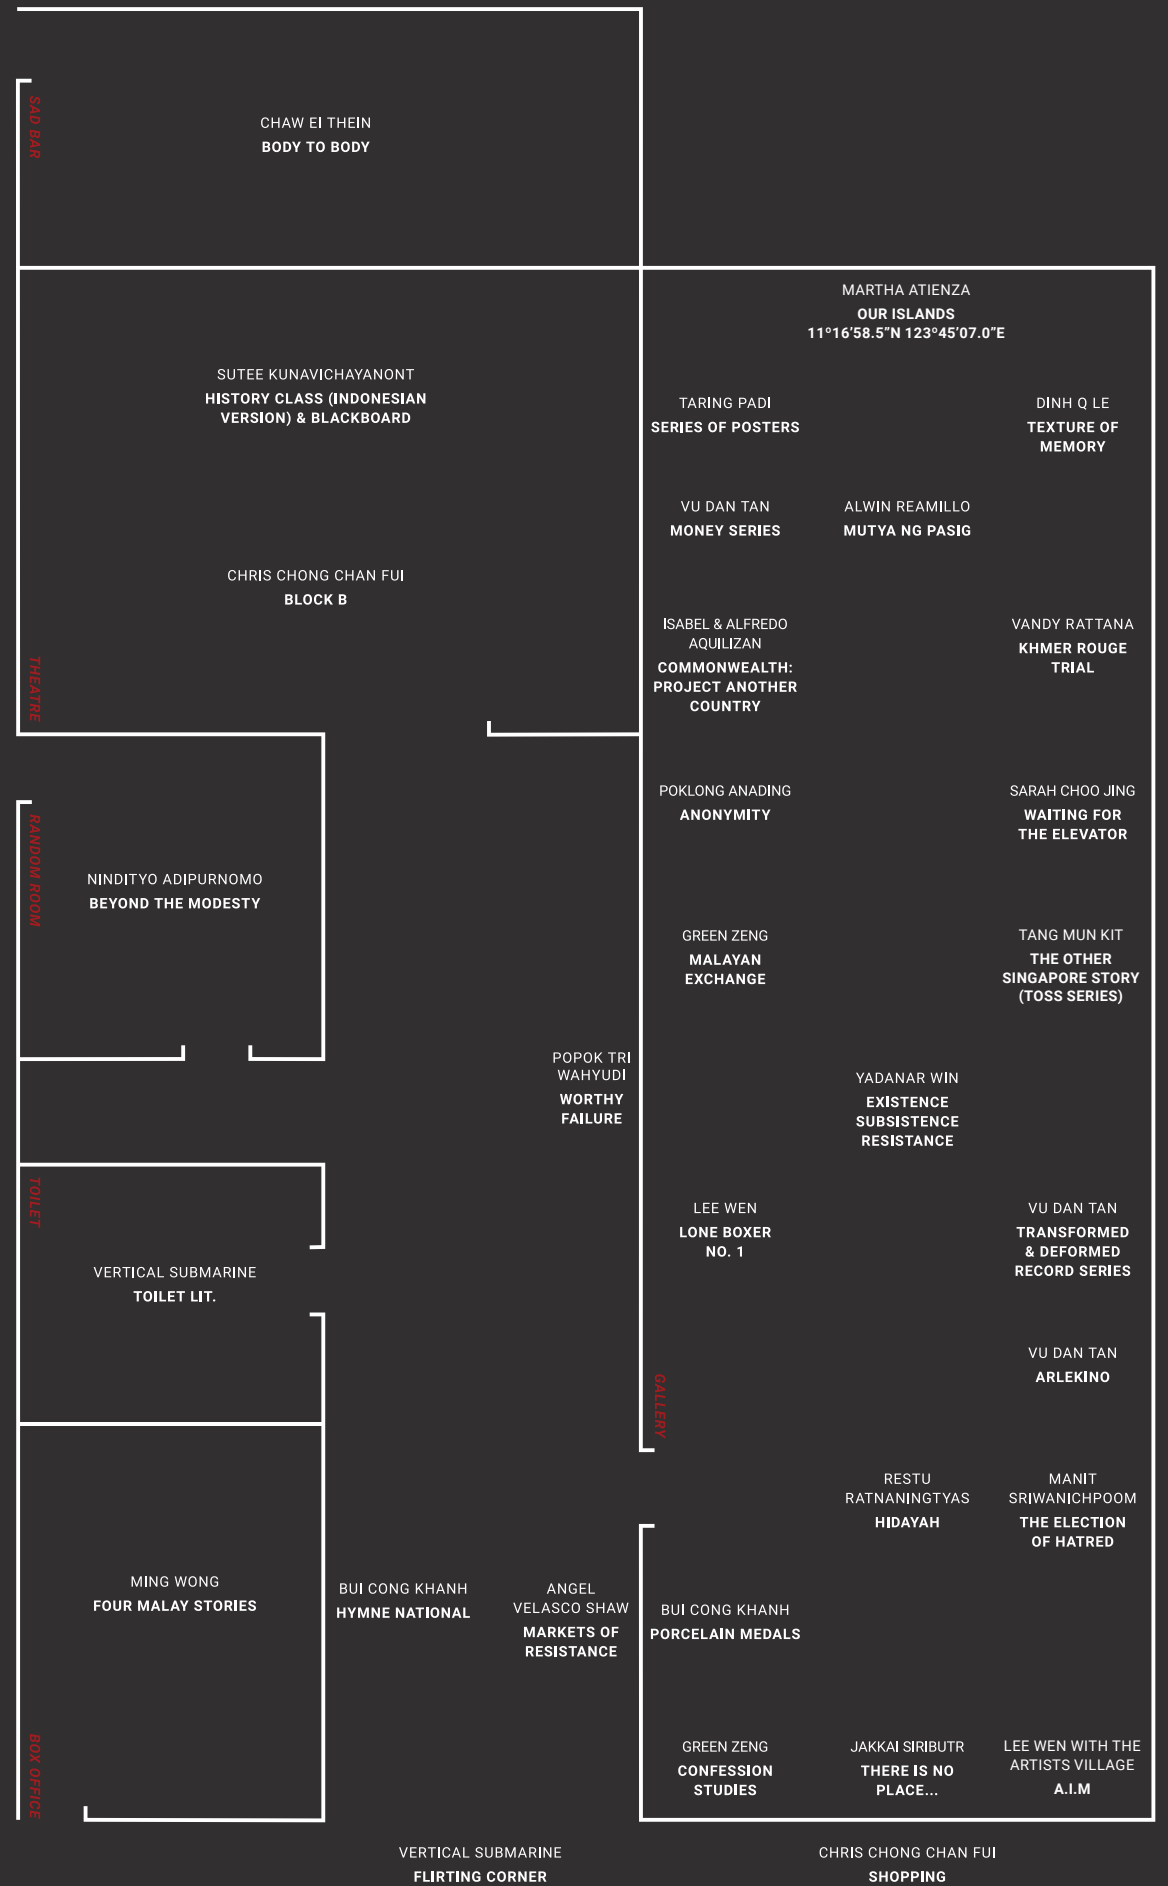 SAD BAR
CHAW EI THEIN
BODY TO BODY
THEATRE
SUTEE KUNAVICHAYANONT
HISTORY CLASS (INDONESIAN
VERSION) & BLACKBOARD
CHRIS CHONG CHAN FUI
BLOCK B
RANDOM ROOM
NINDITYO ADIPURNOMO
BEYOND THE MODESTY
POPOK TRI
WAHYUDI
WORTHY
FAILURE
TOILET
VERTICAL SUBMARINE
TOILET LIT.
BOX OFFICE
MING WONG
FOUR MALAY STORIES
BUI CONG KHANH
HYMNE NATIONAL
ANGEL
VELASCO SHAW
MARKETS OF
RESISTANCE
GALLERY
MARTHA ATIENZA
OUR ISLANDS
11º16’58.5”N 123º45’07.0”E
TARING PADI
SERIES OF POSTERS
DINH Q LE
TEXTURE OF
MEMORY
VU DAN TAN
MONEY SERIES
ALWIN REAMILLO
MUTYA NG PASIG
ISABEL & ALFREDO
AQUILIZAN
COMMONWEALTH:
PROJECT ANOTHER
COUNTRY
VANDY RATTANA
KHMER ROUGE
TRIAL
POKLONG ANADING
ANONYMITY
SARAH CHOO JING
WAITING FOR
THE ELEVATOR
GREEN ZENG
MALAYAN
EXCHANGE
TANG MUN KIT
THE OTHER
SINGAPORE STORY
(TOSS SERIES)
YADANAR WIN
EXISTENCE
SUBSISTENCE
RESISTANCE
LEE WEN
LONE BOXER
NO. 1
VU DAN TAN
TRANSFORMED
& DEFORMED
RECORD SERIES
VU DAN TAN
ARLEKINO
RESTU
RATNANINGTYAS
HIDAYAH
MANIT
SRIWANICHPOOM
THE ELECTION
OF HATRED
BUI CONG KHANH
PORCELAIN MEDALS
GREEN ZENG
CONFESSION
STUDIES
JAKKAI SIRIBUTR
THERE IS NO
PLACE...
LEE WEN WITH THE
ARTISTS VILLAGE
A.I.M
VERTICAL SUBMARINE
FLIRTING CORNER
CHRIS CHONG CHAN FUI
SHOPPING